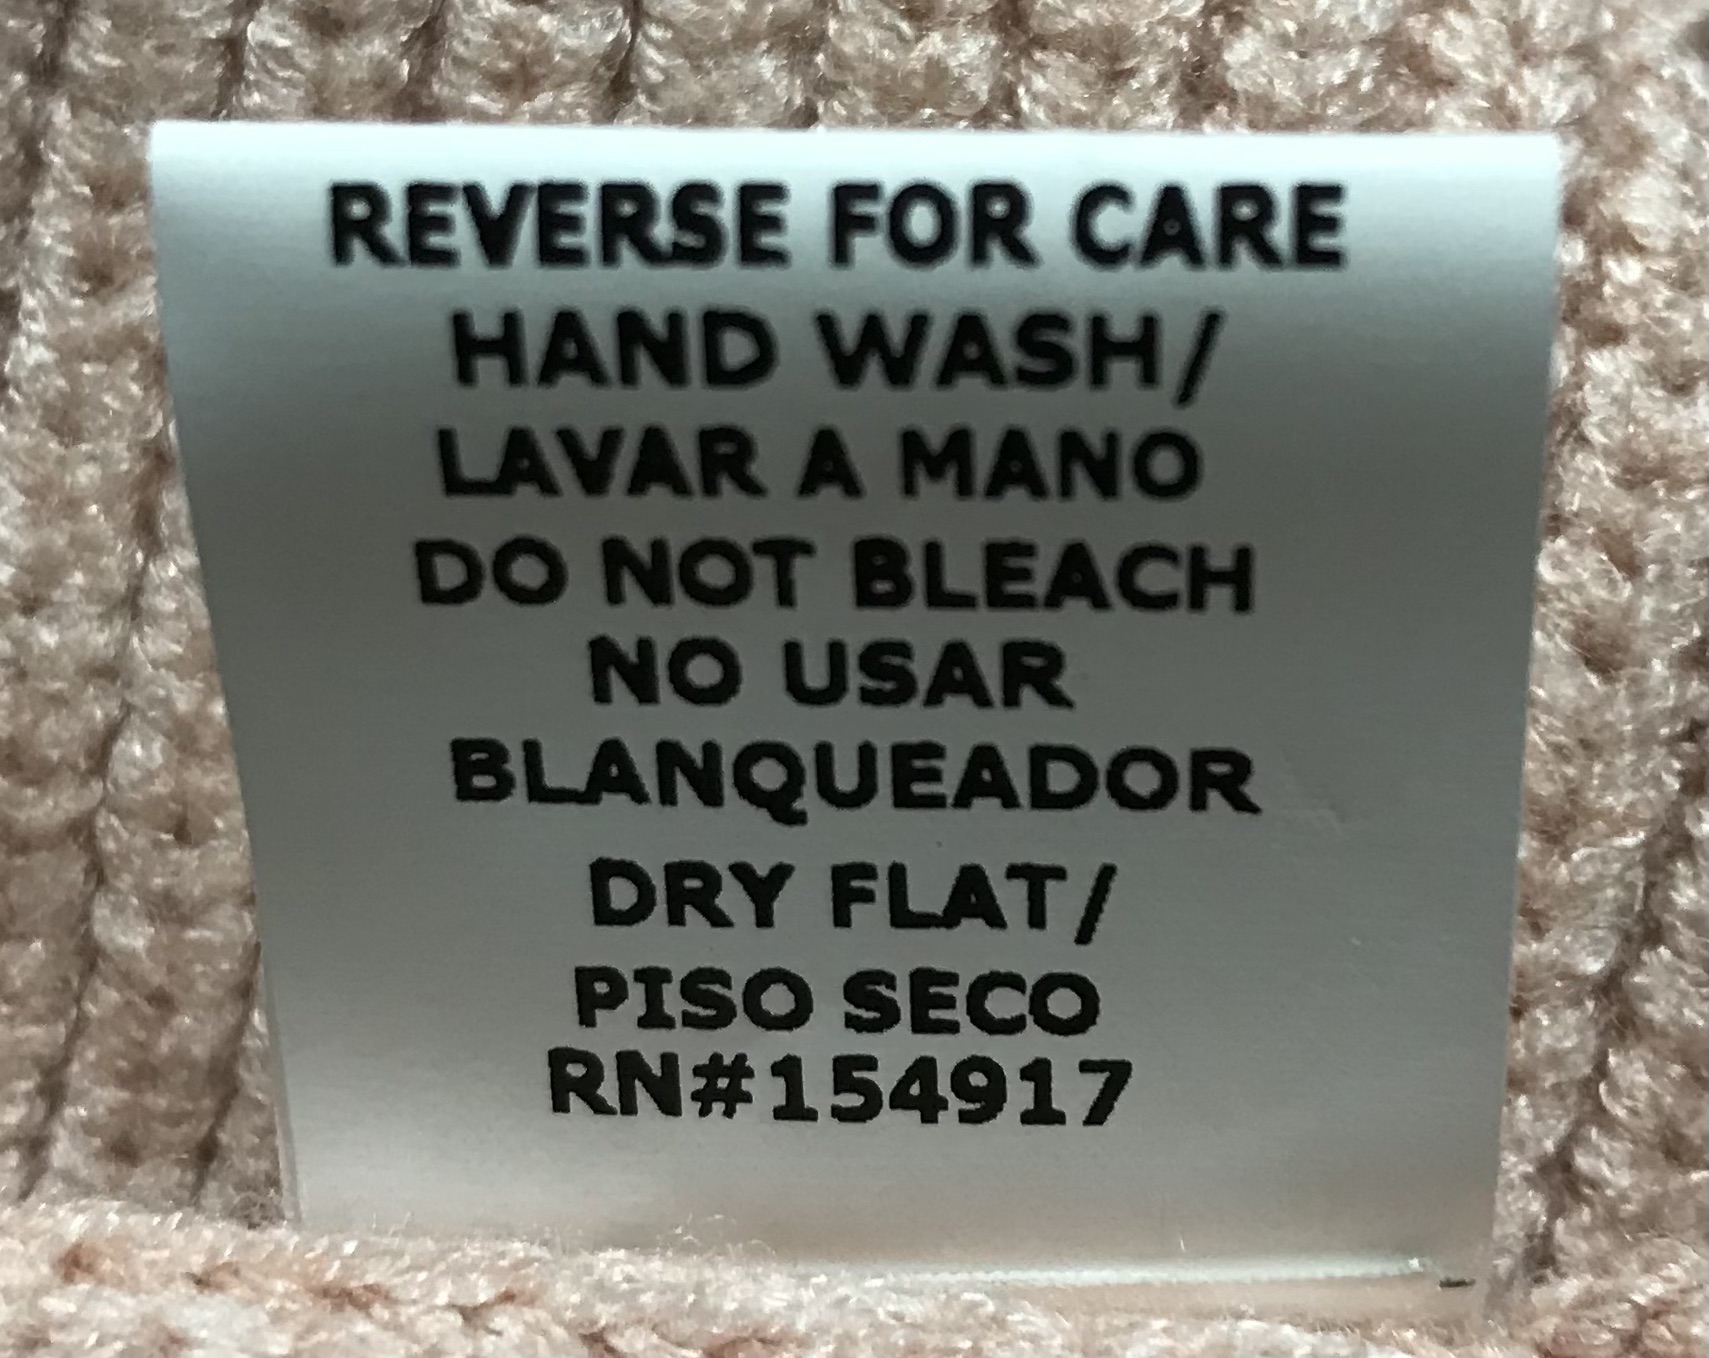 REVERSE FOR CARE
HAND WASH/
LAVAR A MANO
DO NOT BLEACH
NO USAR
BLANQUEADOR
DRY FLAT/
PISO SECO
RN#154917